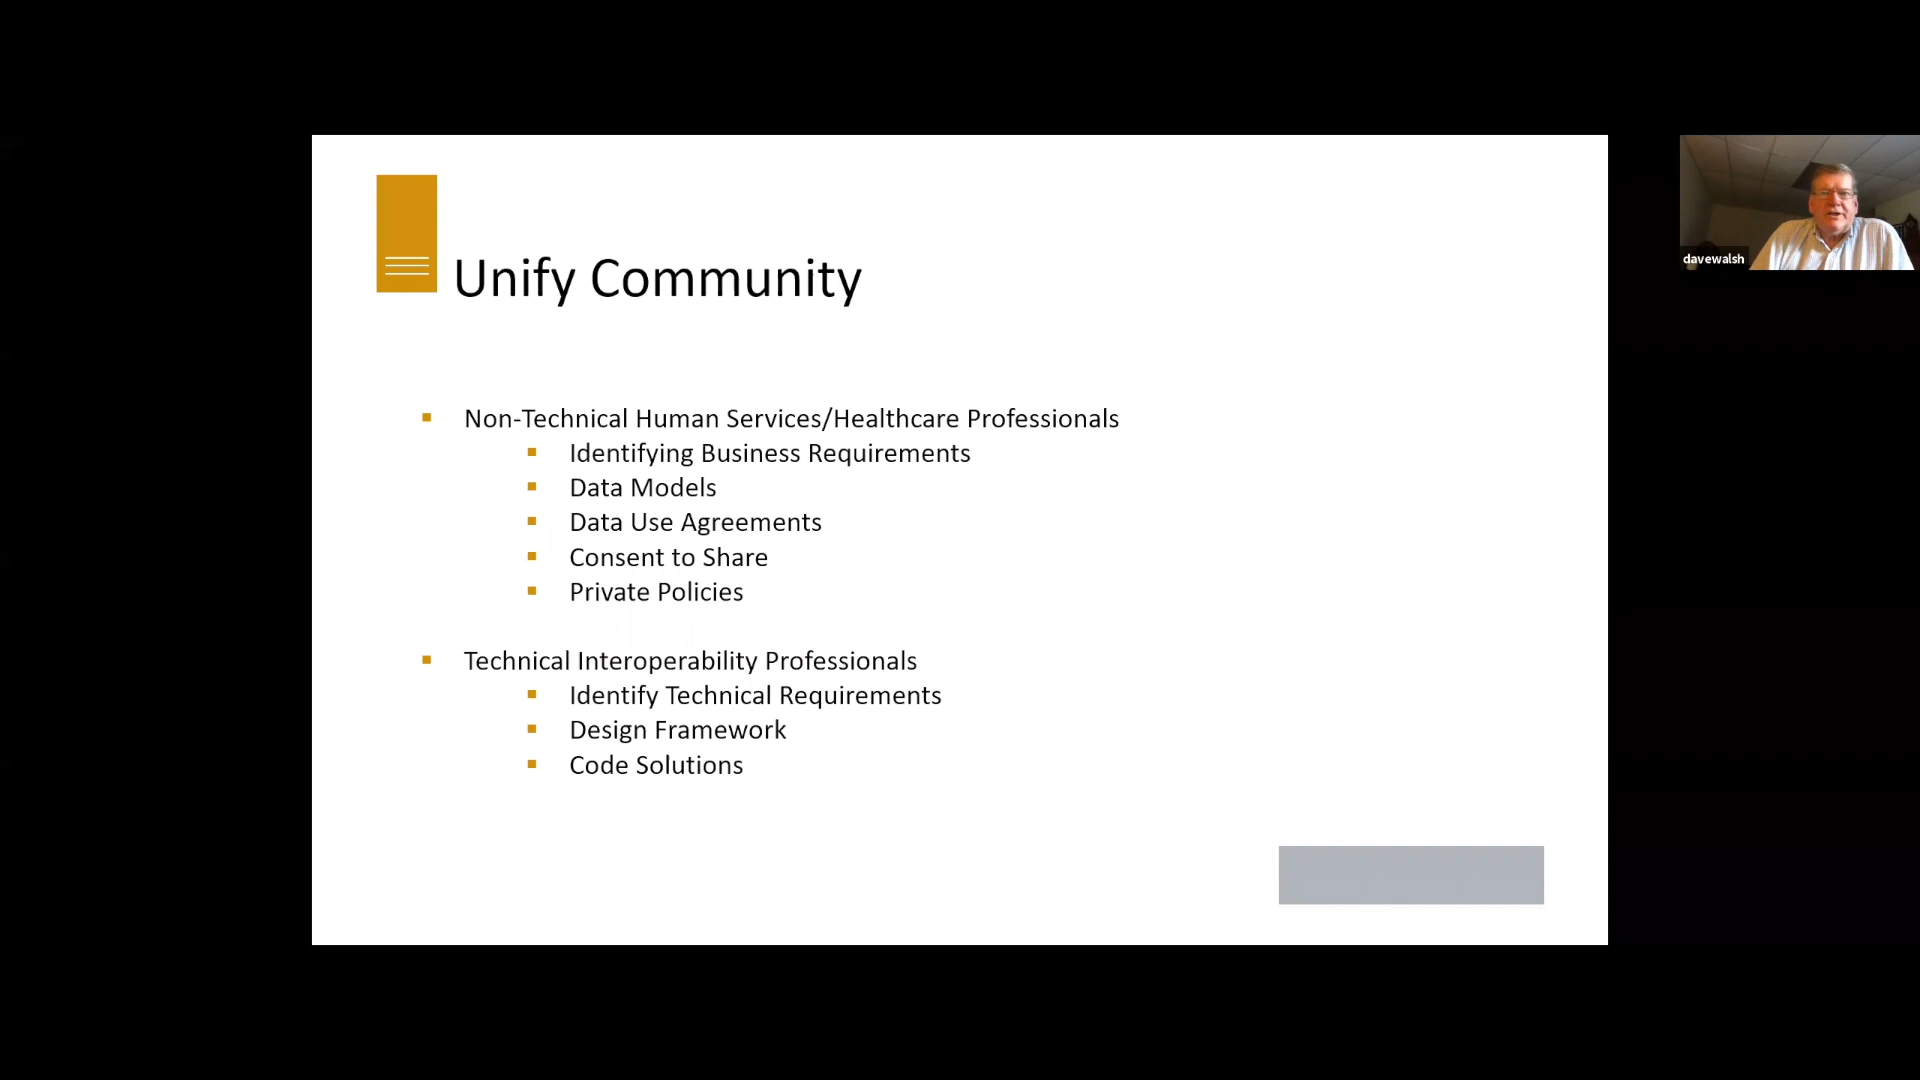 Unify Community
Non-Technical Human Services/Healthcare Professionals
Identifying Business Requirements
Data Models
Data Use Agreements
Consent to Share
Private Policies
Technical Interoperability Professionals
Identify Technical Requirements
Design Framework
Code Solutions
davewalsh